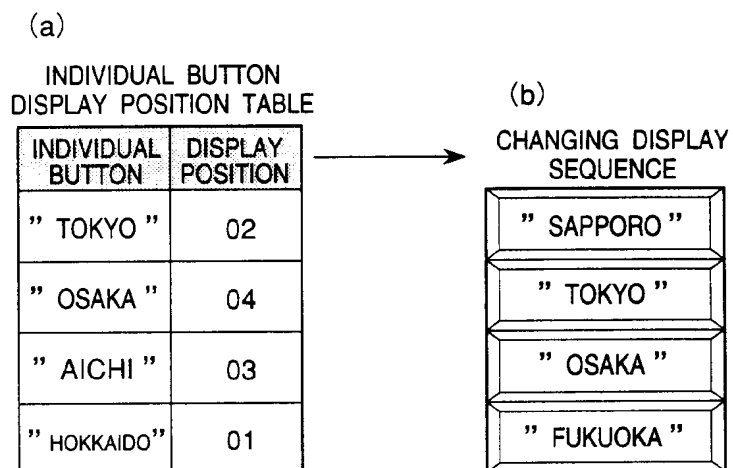 (a)
INDIVIDUAL BUTTON
DISPLAY POSITION TABLE
INDIVIDUAL BUTTON DISPLAY POSITION
" TOKYO " 02
" OSAKA " 04
" AICHI " 03
" HOKKAIDO" 01
(b)
CHANGING DISPLAY
SEQUENCE
" SAPPORO "
" TOKYO "
" OSAKA "
" FUKUOKA "